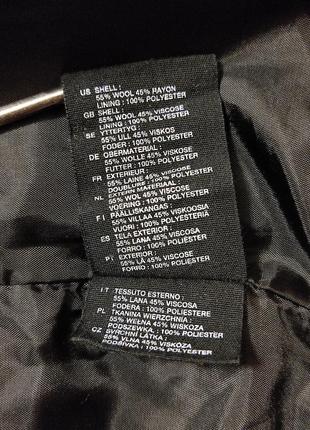 US SHELL :
55% WOOL 45% RAYON
LINING : 100% POLYESTER
GB SHELL :
55% WOOL 45% VISCOSE
LINING : 100% POLYESTER
SE YTTERTYG :
55% ULL 45% VISKOS
FODER : 100% POLYESTER
DE OBERMATERIAL :
55% WOLLE 45% VISKOSE
FUTTER : 100% POLYESTER
FR EXTERIEUR :
55% LAINE 45% VISCOSE
DOUBLURE : 100% POLYESTER
NL EXTERN MATERIAAL :
55% WOL 45% VISCOSE
VOERING : 100% POLYESTER
FI PÄÄLLISKANGAS :
55% VILLAA 45% VISKOOSIA
VUORI : 100% POLYESTERIÄ
ES TELA EXTERIOR :
55% LANA 45% VISCOSA
FORRO : 100% POLIESTER
PT EXTERIOR :
55% LÃ 45% VISCOSE
FORRO : 100% POLIESTER
IT TESSUTO ESTERNO :
55% LANA 45% VISCOSA
FODERA : 100% POLIESTERE
PL TKANINA WIERZCHNIA :
55% WEŁNA 45% WISKOZA
PODSZEWKA : 100% POLIESTER
CZ SVRCHNÍ LÁTKA :
55% VLNA 45% VISKÓZA
PODŠÍVKA : 100% POLYESTER